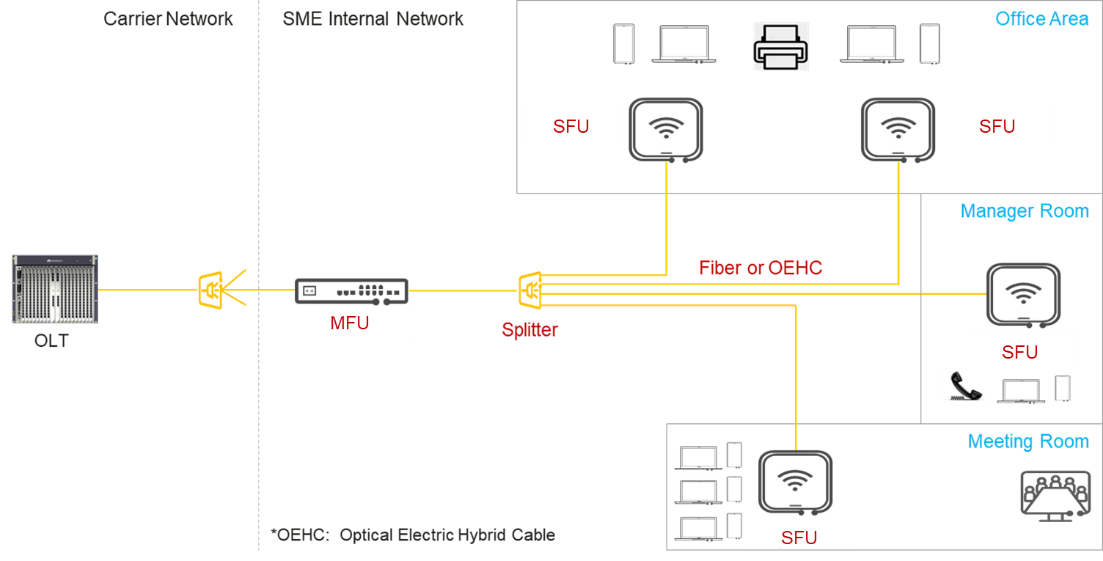 Carrier Network
SME Internal Network
Office Area
SFU
SFU
Manager Room
Fiber or OEHC
OLT
MFU
Splitter
SFU
Meeting Room
SFU
*OEHC: Optical Electric Hybrid Cable